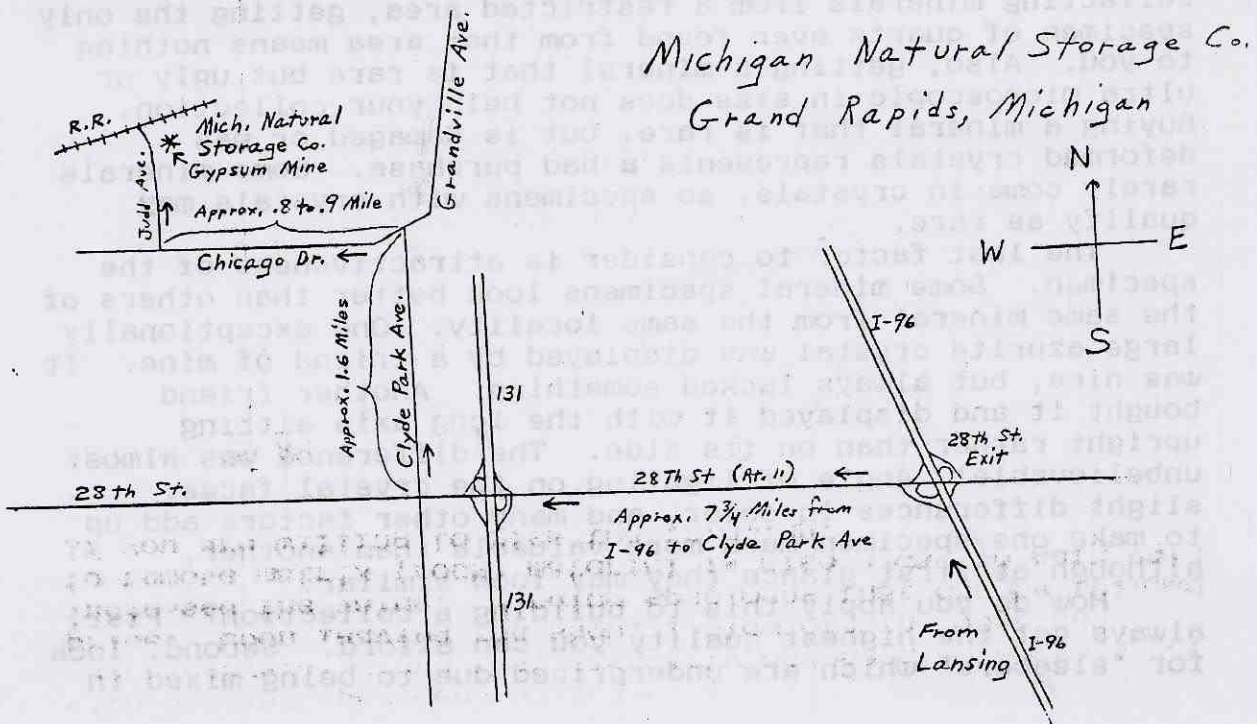 Michigan Natural Storage Co.
Grand Rapids, Michigan
Grandville Ave.
R.R.
Mich. Natural
Storage Co.
Gypsum Mine
Judd Ave.
Approx. .8 to .9 Mile
Chicago Dr.
N
W E
S
I-96
Approx. 1.6 Miles
Clyde Park Ave.
131
28th St.
Exit
28th St.
28th St (Rt. 11)
Approx. 7 3/4 Miles from
I-96 to Clyde Park Ave
131
From
Lansing
I-96